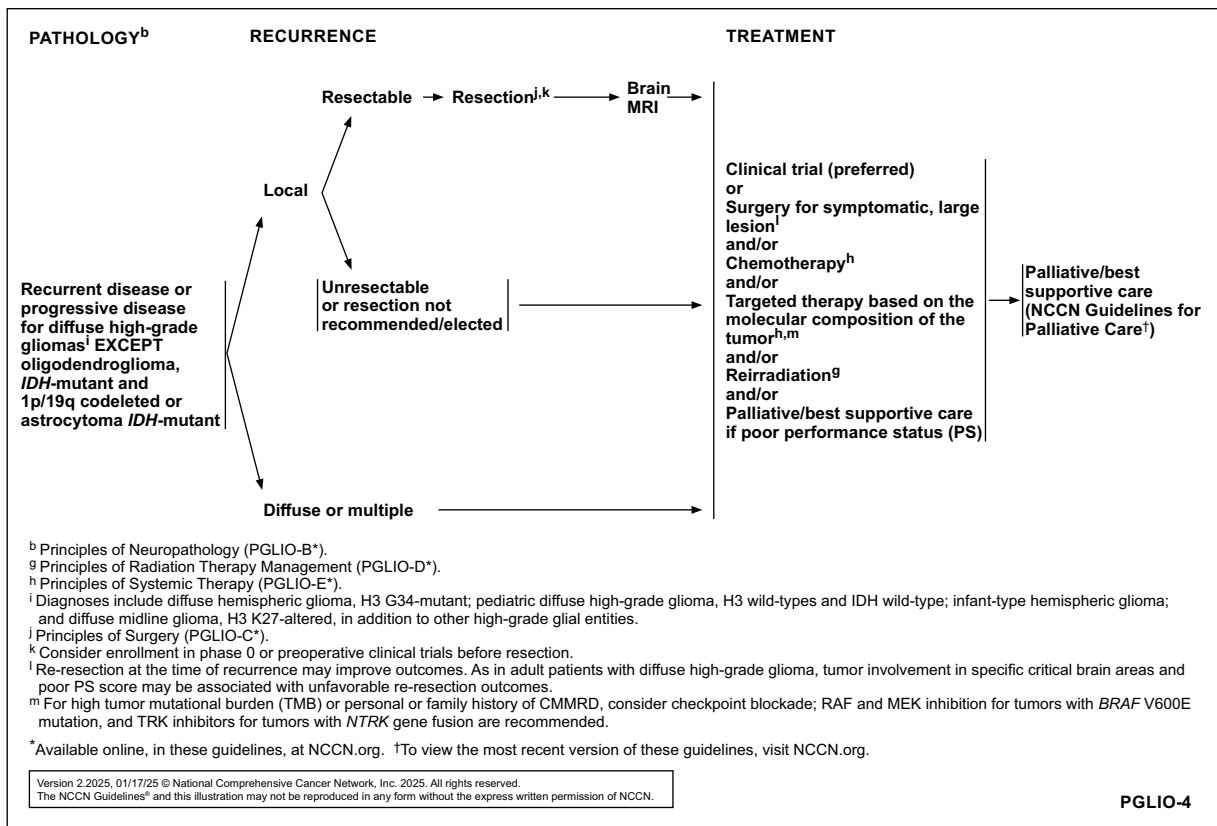 PATHOLOGYᵇ
RECURRENCE
TREATMENT
Resectable
Resectionʲ,ᵏ
Brain
MRI
Local
Unresectable
or resection not
recommended/elected
Recurrent disease or
progressive disease
for diffuse high-grade
gliomasⁱ EXCEPT
oligodendroglioma,
IDH-mutant and
1p/19q codeleted or
astrocytoma IDH-mutant
Diffuse or multiple
Clinical trial (preferred)
or
Surgery for symptomatic, large
lesionˡ
and/or
Chemotherapyʰ
and/or
Targeted therapy based on the
molecular composition of the
tumorʰ,ᵐ
and/or
Reirradiationᵍ
and/or
Palliative/best supportive care
if poor performance status (PS)
Palliative/best
supportive care
(NCCN Guidelines for
Palliative Care†)
ᵇ Principles of Neuropathology (PGLIO-B*).
ᵍ Principles of Radiation Therapy Management (PGLIO-D*).
ʰ Principles of Systemic Therapy (PGLIO-E*).
ⁱ Diagnoses include diffuse hemispheric glioma, H3 G34-mutant; pediatric diffuse high-grade glioma, H3 wild-types and IDH wild-type; infant-type hemispheric glioma;
and diffuse midline glioma, H3 K27-altered, in addition to other high-grade glial entities.
ʲ Principles of Surgery (PGLIO-C*).
ᵏ Consider enrollment in phase 0 or preoperative clinical trials before resection.
ˡ Re-resection at the time of recurrence may improve outcomes. As in adult patients with diffuse high-grade glioma, tumor involvement in specific critical brain areas and
poor PS score may be associated with unfavorable re-resection outcomes.
ᵐ For high tumor mutational burden (TMB) or personal or family history of CMMRD, consider checkpoint blockade; RAF and MEK inhibition for tumors with BRAF V600E
mutation, and TRK inhibitors for tumors with NTRK gene fusion are recommended.
*Available online, in these guidelines, at NCCN.org. †To view the most recent version of these guidelines, visit NCCN.org.
Version 2.2025, 01/17/25 © National Comprehensive Cancer Network, Inc. 2025. All rights reserved.
The NCCN Guidelines® and this illustration may not be reproduced in any form without the express written permission of NCCN.
PGLIO-4